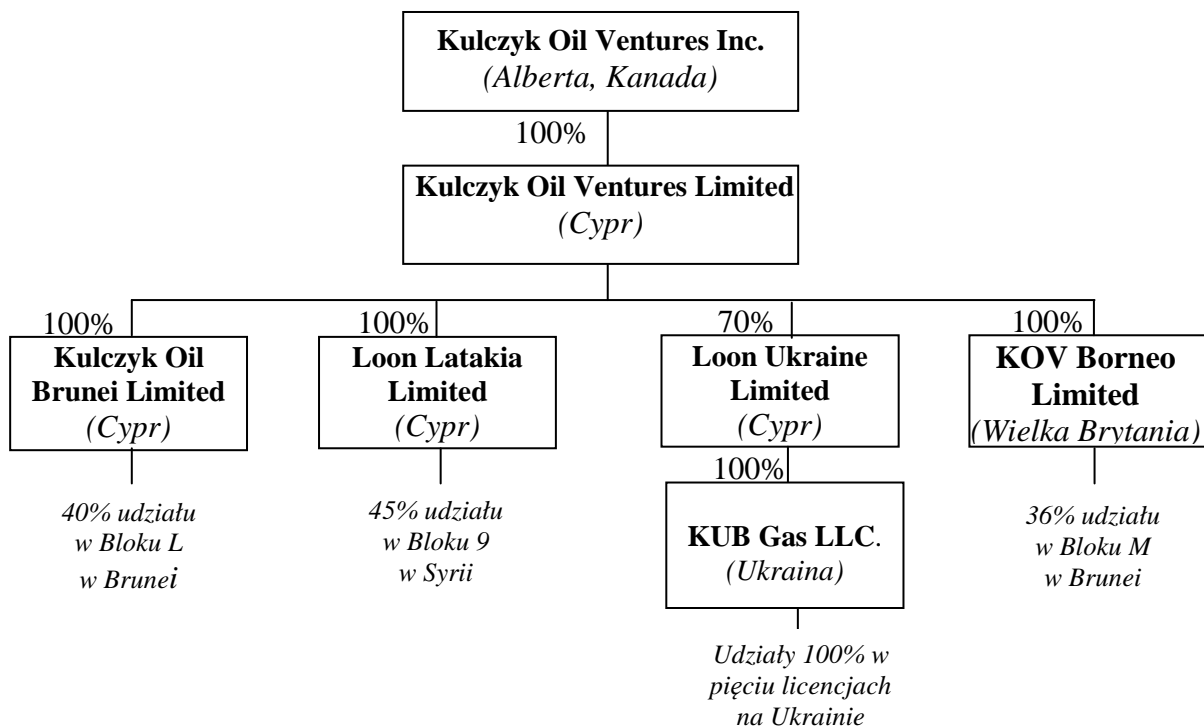 Kulczyk Oil Ventures Inc.
(Alberta, Kanada)
100%
Kulczyk Oil Ventures Limited
(Cypr)
100%
Kulczyk Oil
Brunei Limited
(Cypr)
40% udziału
w Bloku L
w Brunei
100%
Loon Latakia
Limited
(Cypr)
45% udziału
w Bloku 9
w Syrii
70%
Loon Ukraine
Limited
(Cypr)
100%
KUB Gas LLC.
(Ukraina)
Udziały 100% w
pięciu licencjach
na Ukrainie
100%
KOV Borneo
Limited
(Wielka Brytania)
36% udziału
w Bloku M
w Brunei